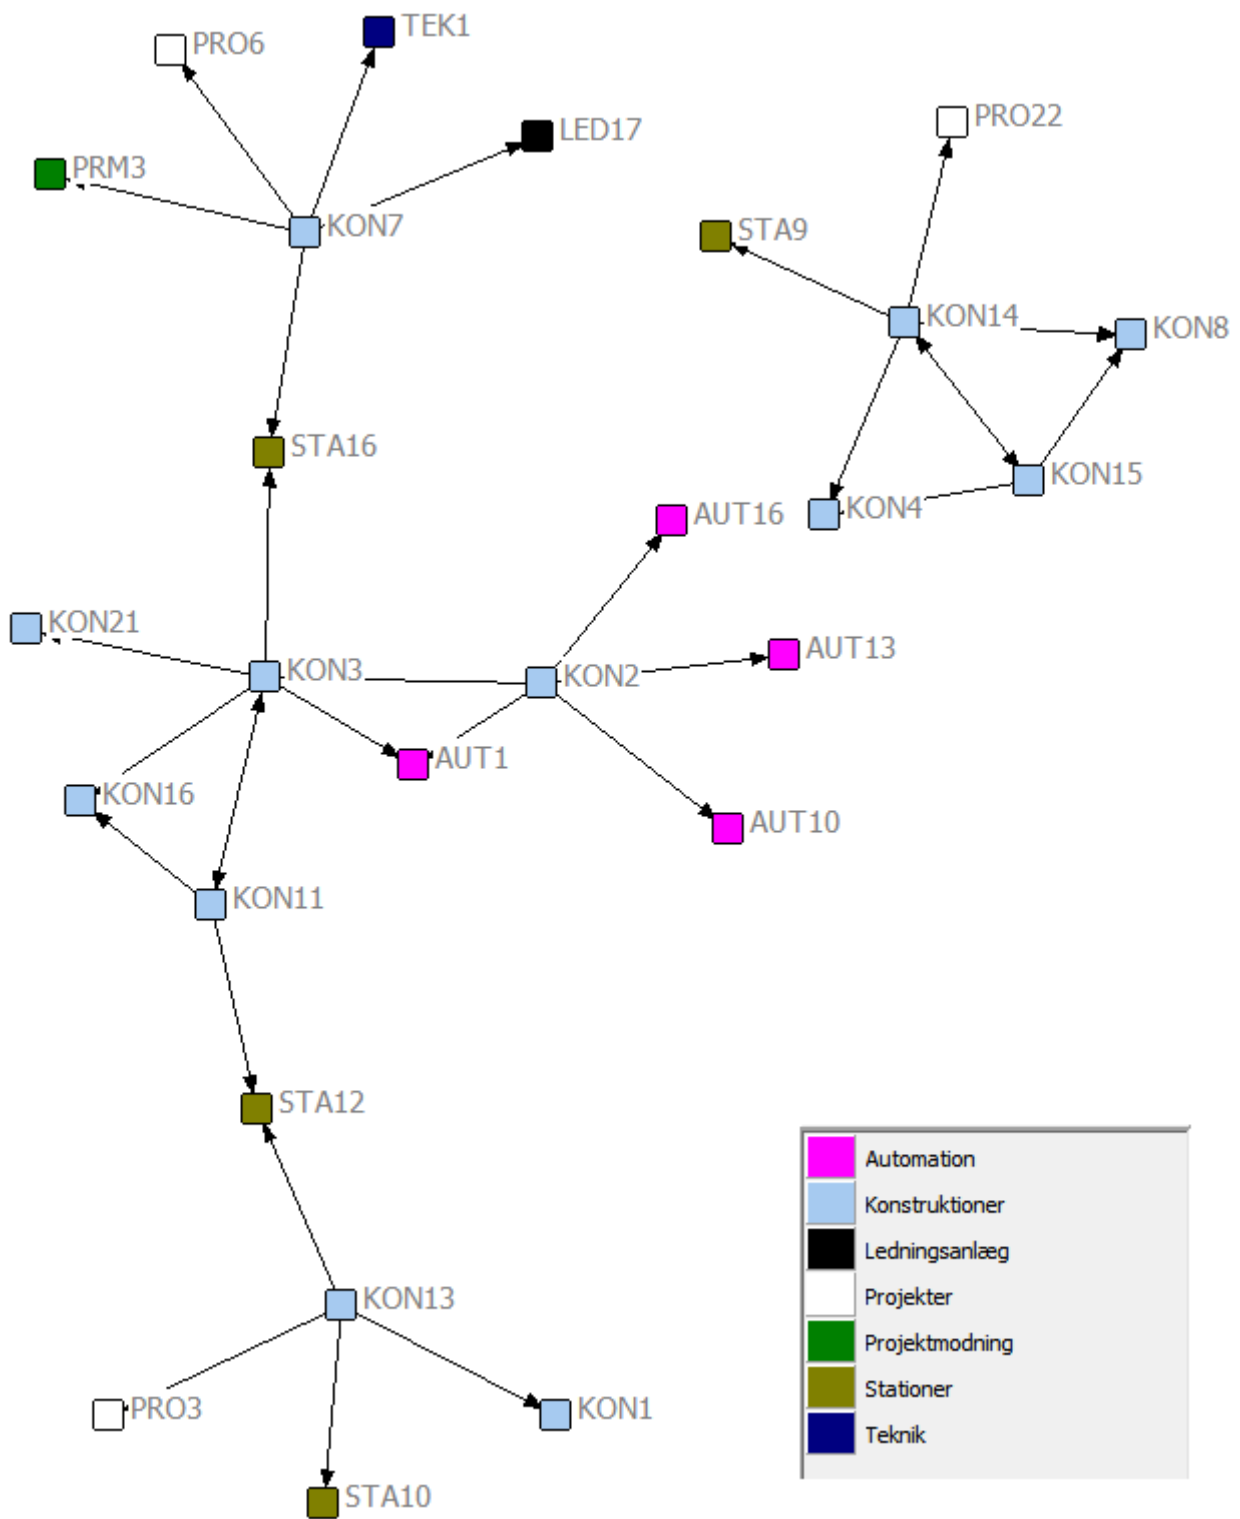 TEK1
PRO6
PRO22
LED17
PRM3
KON7
STA9
KON14
KON8
STA16
KON15
AUT16
KON4
KON21
AUT13
KON3
KON2
AUT1
KON16
AUT10
KON11
STA12
KON13
PRO3
KON1
STA10
Automation
Konstruktioner
Ledningsanlæg
Projekter
Projektmodning
Stationer
Teknik